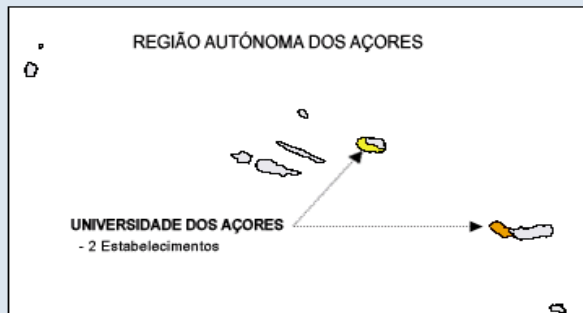 REGIÃO AUTÓNOMA DOS AÇORES
UNIVERSIDADE DOS AÇORES
- 2 Estabelecimentos